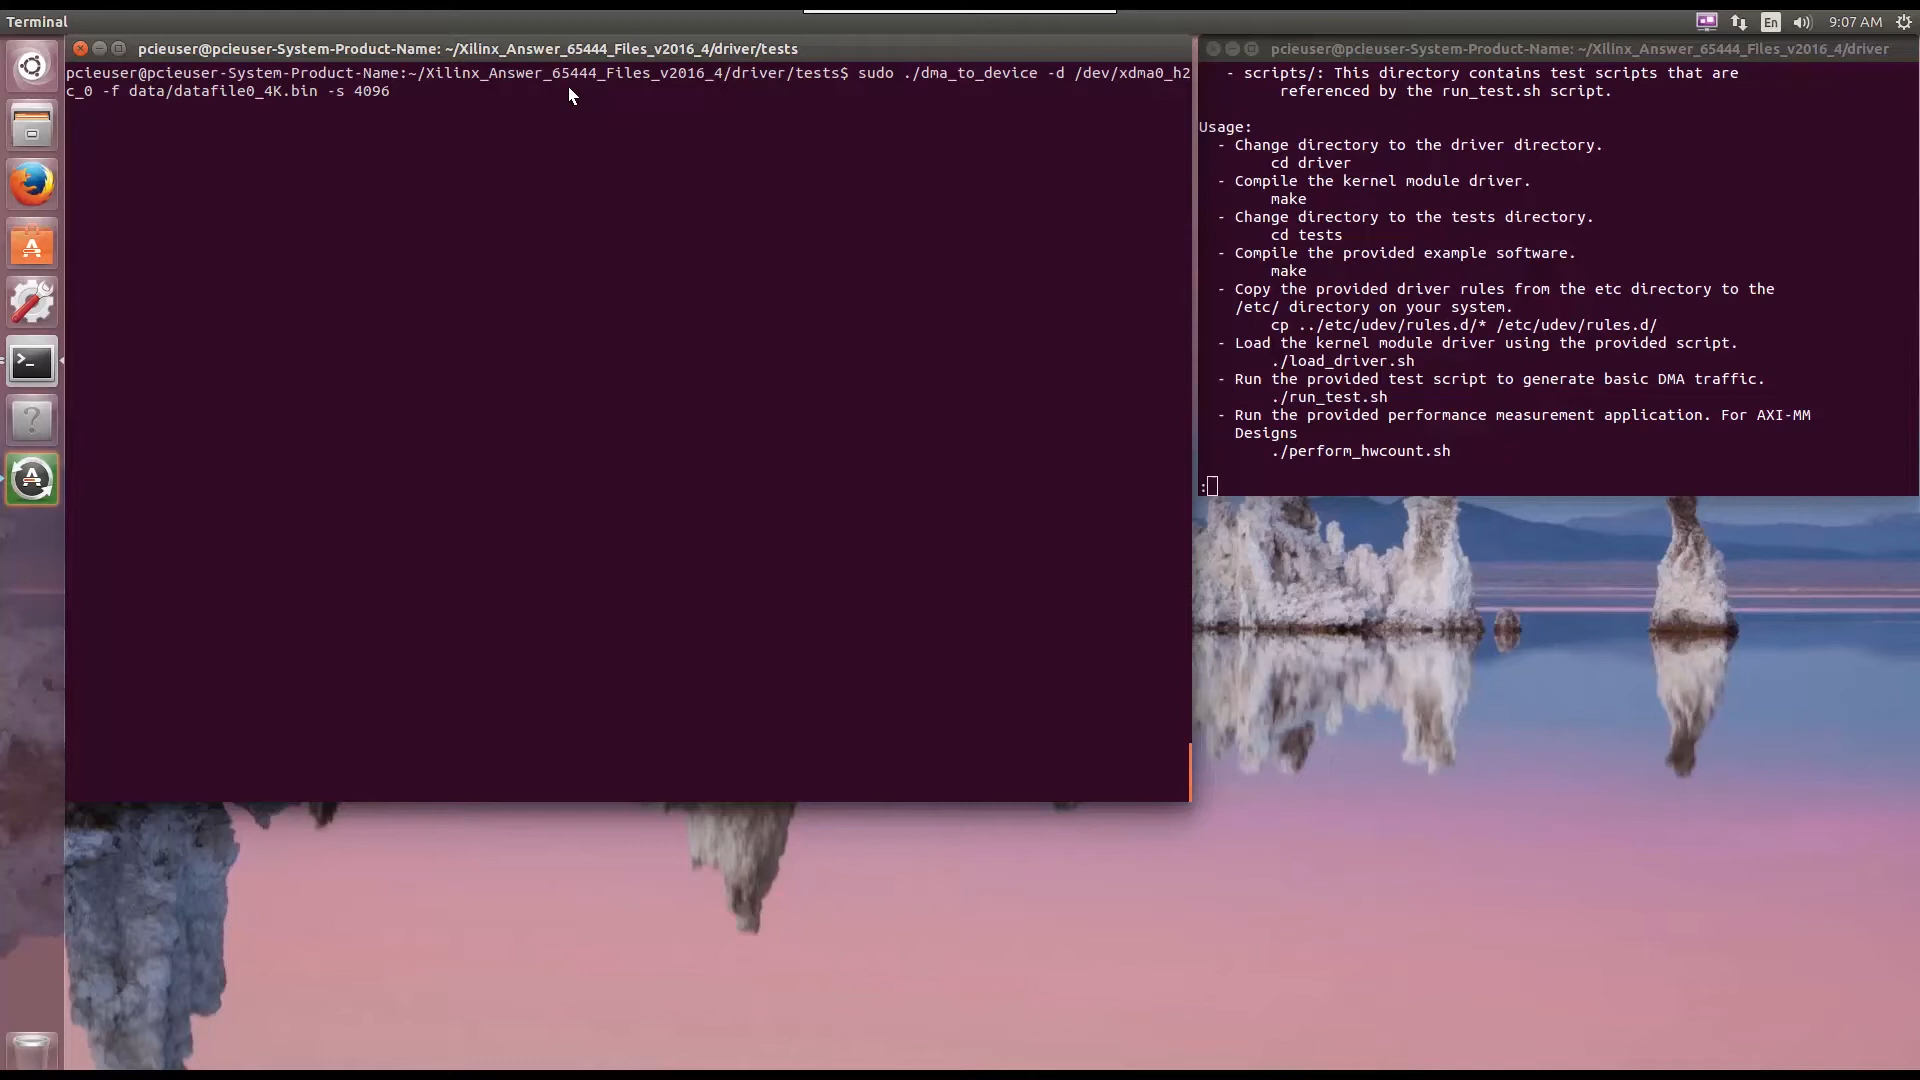 Terminal
En
9:07 AM
pcieuser@pcieuser-System-Product-Name: ~/Xilinx_Answer_65444_Files_v2016_4/driver/tests
pcieuser@pcieuser-System-Product-Name:~/Xilinx_Answer_65444_Files_v2016_4/driver/tests$ sudo ./dma_to_device -d /dev/xdma0_h2
c_0 -f data/datafile0_4K.bin -s 4096
pcieuser@pcieuser-System-Product-Name: ~/Xilinx_Answer_65444_Files_v2016_4/driver
- scripts/: This directory contains test scripts that are
referenced by the run_test.sh script.
Usage:
- Change directory to the driver directory.
cd driver
- Compile the kernel module driver.
make
- Change directory to the tests directory.
cd tests
- Compile the provided example software.
make
- Copy the provided driver rules from the etc directory to the
/etc/ directory on your system.
cp ../etc/udev/rules.d/* /etc/udev/rules.d/
- Load the kernel module driver using the provided script.
./load_driver.sh
- Run the provided test script to generate basic DMA traffic.
./run_test.sh
- Run the provided performance measurement application. For AXI-MM
Designs
./perform_hwcount.sh
: